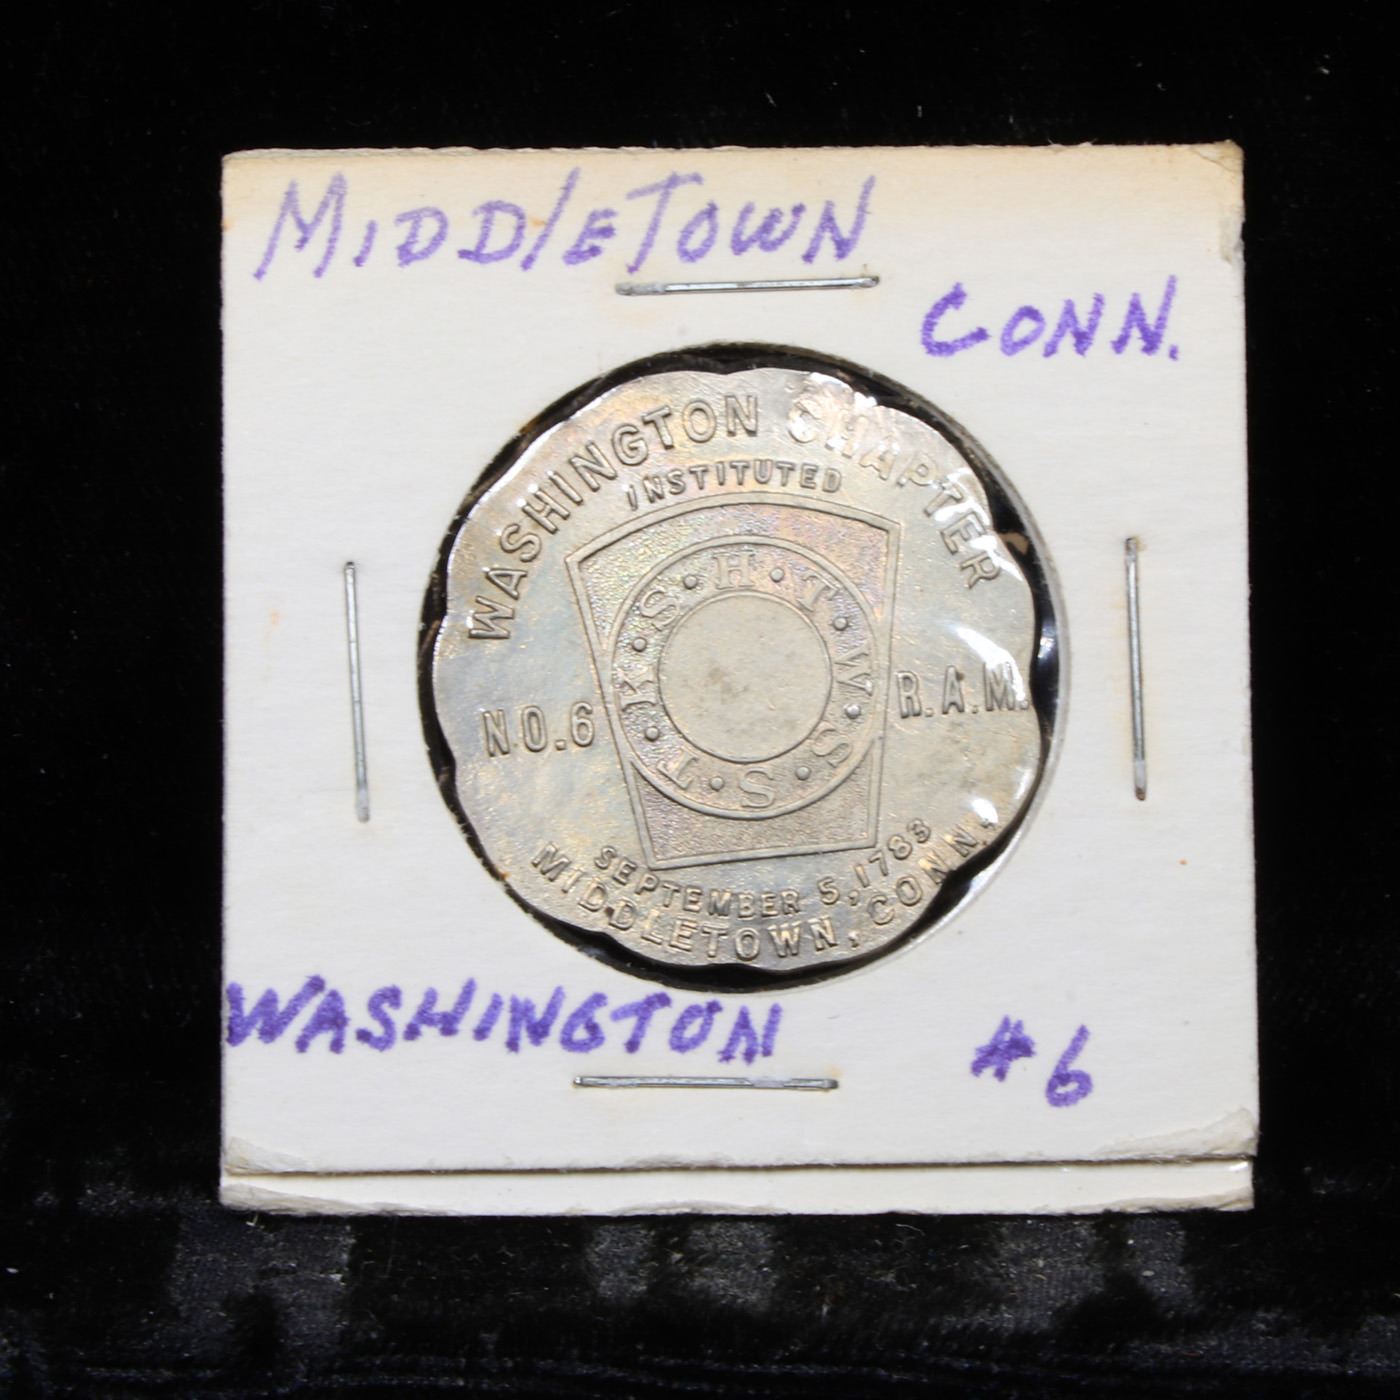 MIDDLETOWN
CONN.
WASHINGTON CHAPTER
INSTITUTED
H·T·W·S·S·T·K·S·
NO.6
R.A.M.
SEPTEMBER 5,1783
MIDDLETOWN, CONN.
WASHINGTON #6